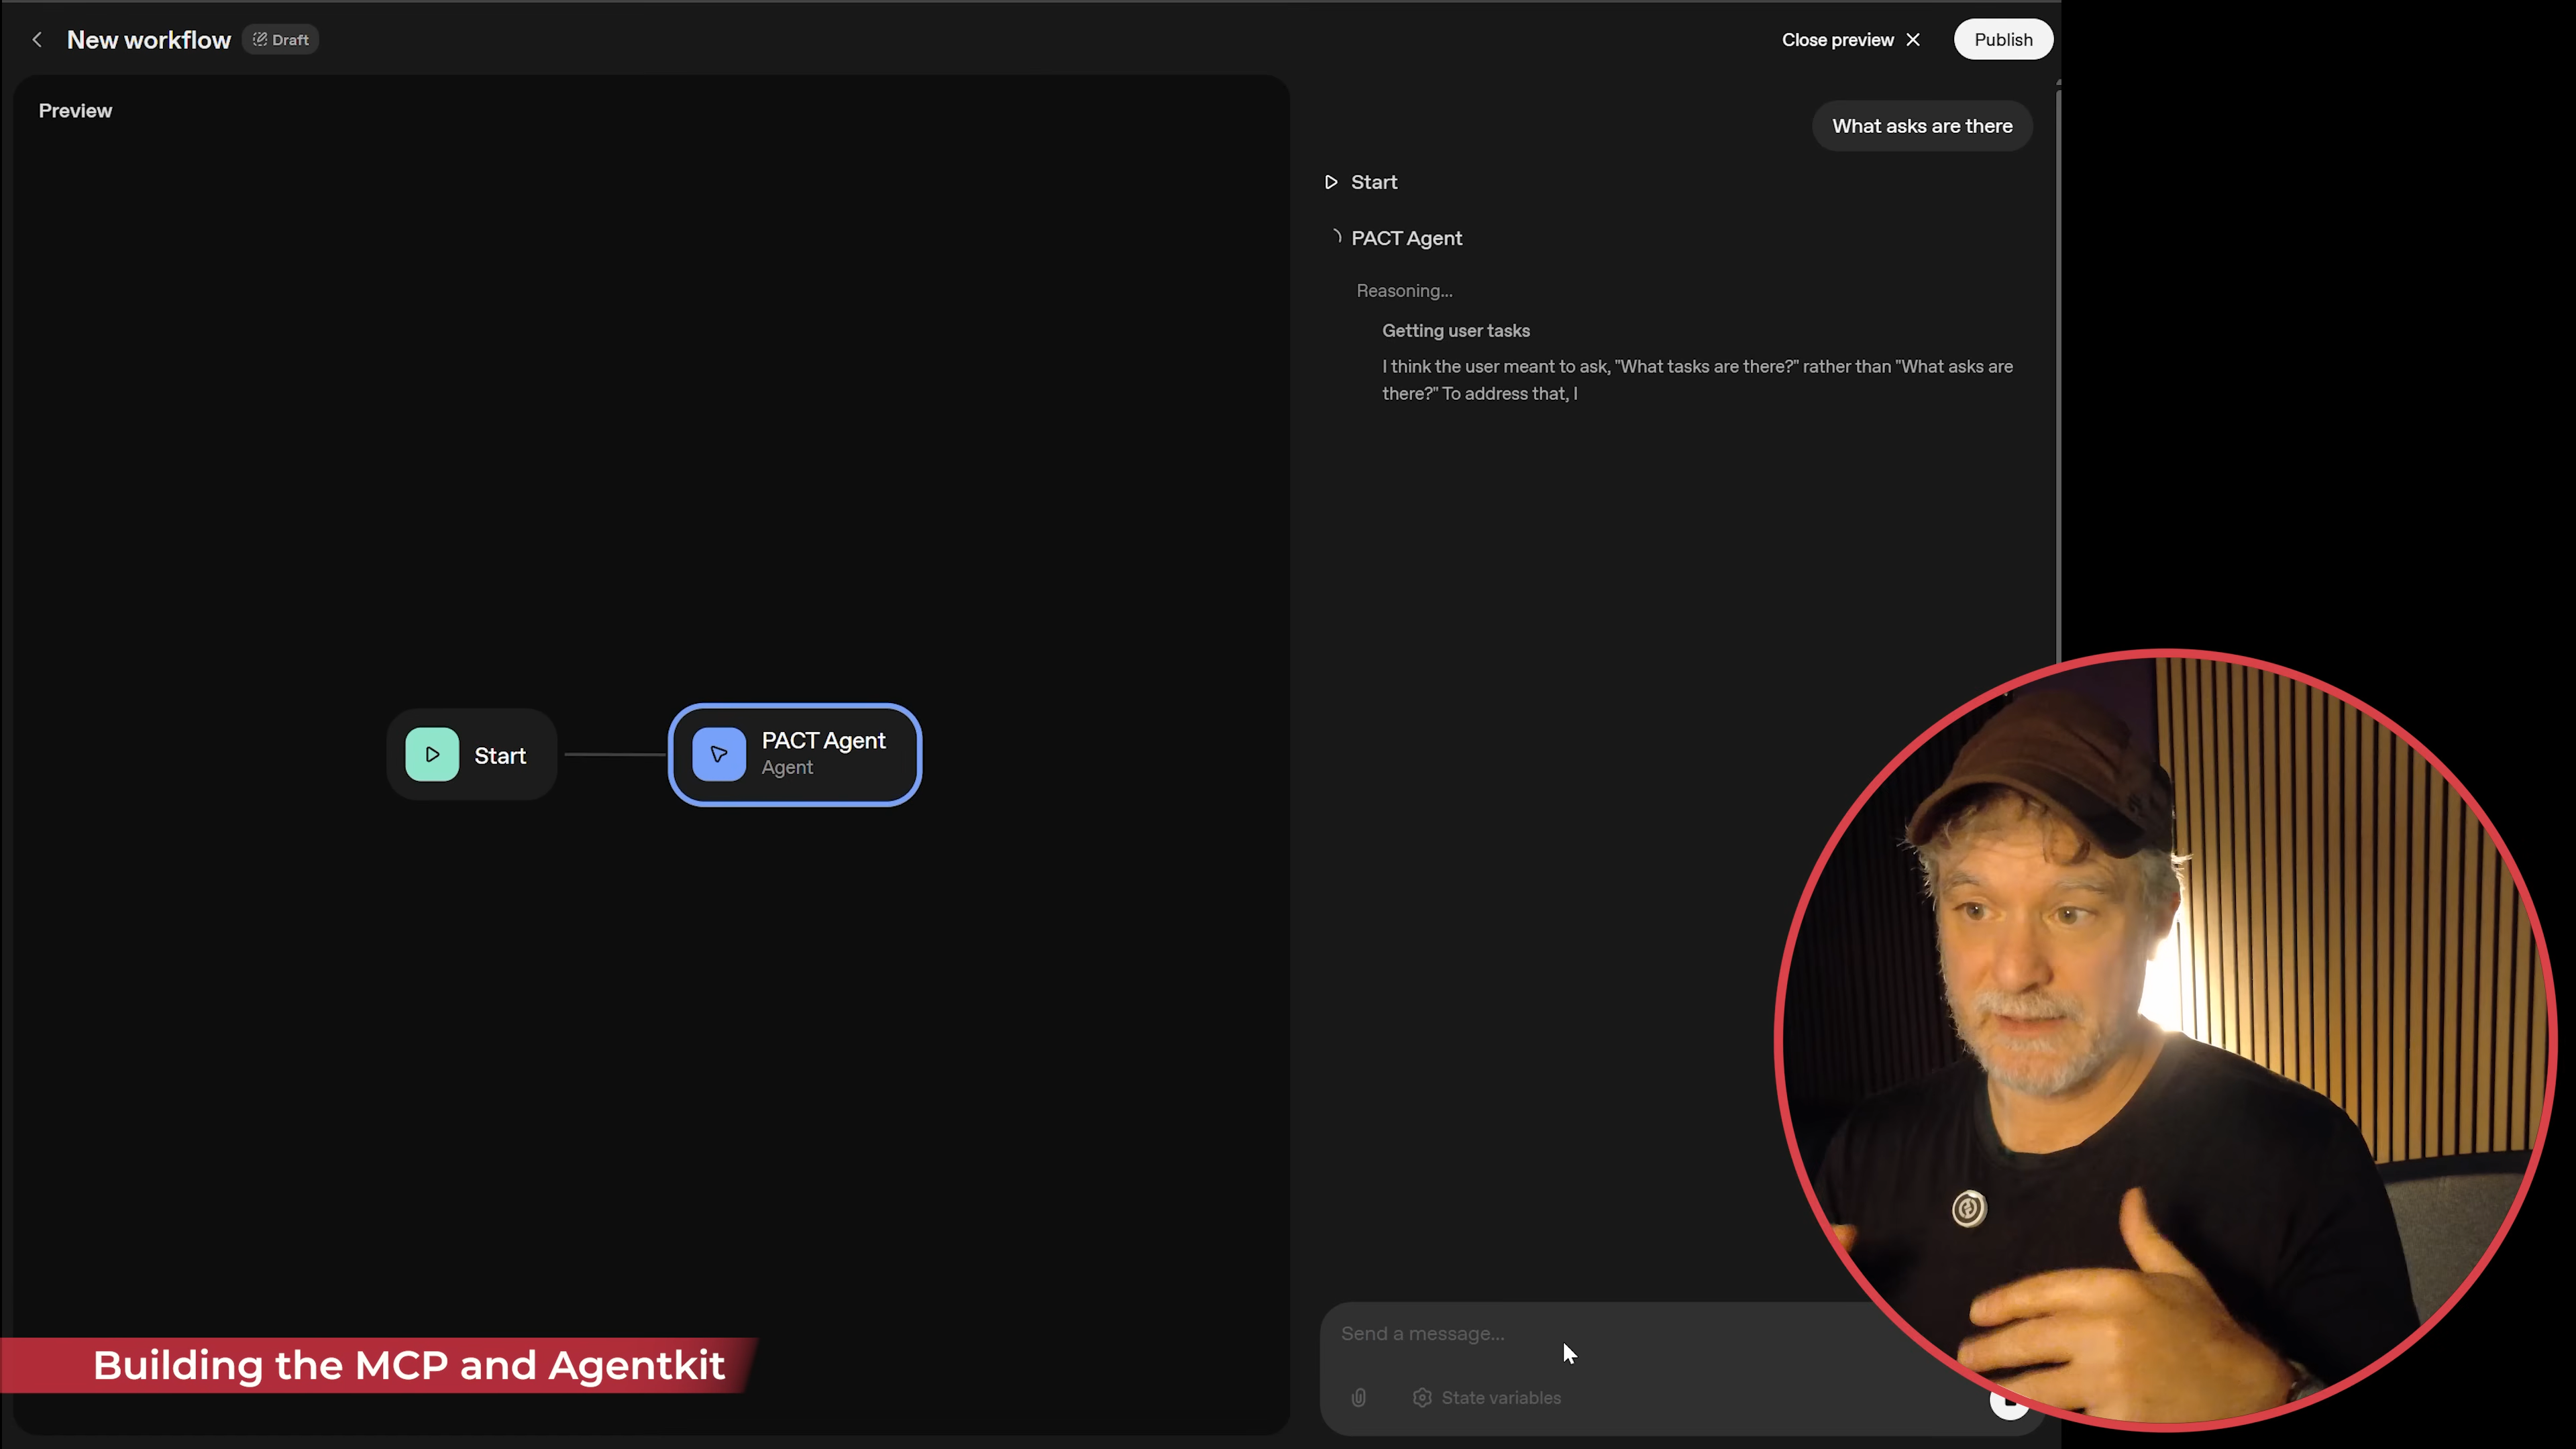 New workflow
Draft
Close preview
Publish
Preview
What asks are there
Start
PACT Agent
Reasoning...
Getting user tasks
I think the user meant to ask, "What tasks are there?" rather than "What asks are
there?" To address that, I
Start
PACT Agent
Agent
Send a message...
State variables
Building the MCP and Agentkit